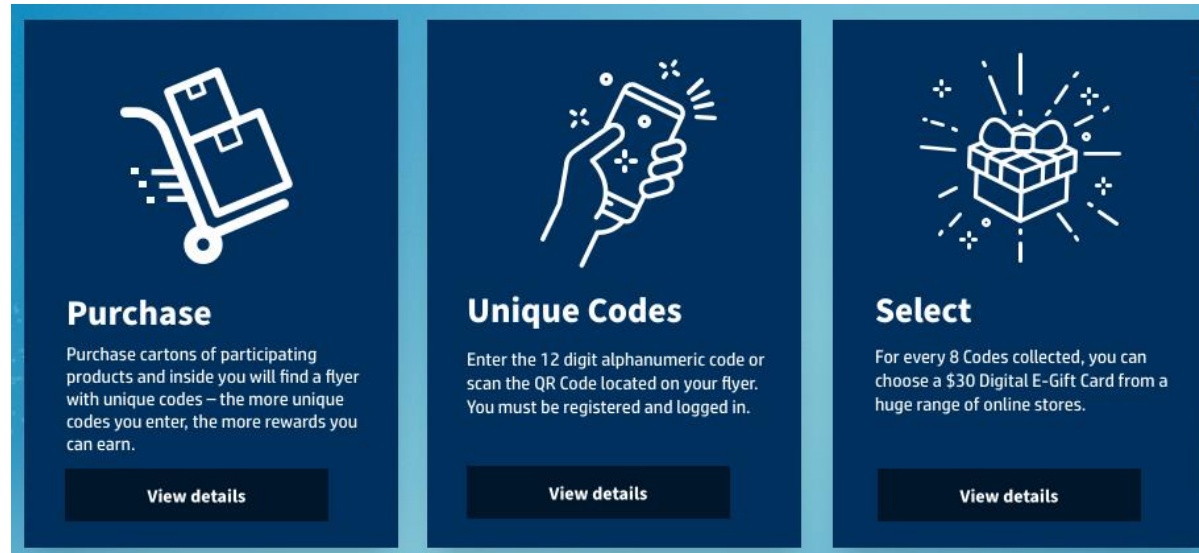 Purchase
Purchase cartons of participating
products and inside you will find a flyer
with unique codes – the more unique
codes you enter, the more rewards you
can earn.
View details
Unique Codes
Enter the 12 digit alphanumeric code or
scan the QR Code located on your flyer.
You must be registered and logged in.
View details
Select
For every 8 Codes collected, you can
choose a $30 Digital E-Gift Card from a
huge range of online stores.
View details